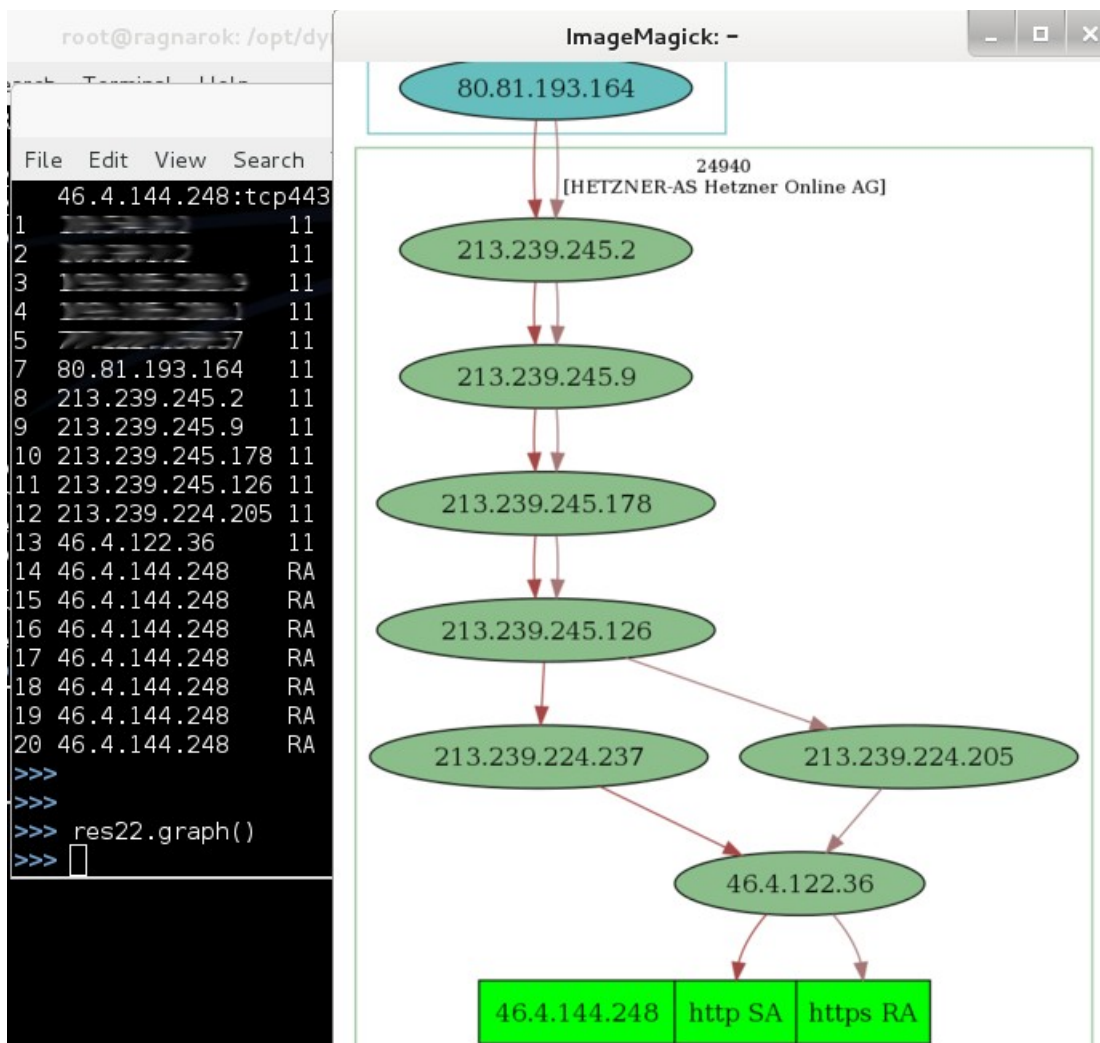 root@ragnarok: /opt/dy
ImageMagick: -
File Edit View Search
46.4.144.248:tcp443
1 11
2 11
3 11
4 11
5 11
7 80.81.193.164 11
8 213.239.245.2 11
9 213.239.245.9 11
10 213.239.245.178 11
11 213.239.245.126 11
12 213.239.224.205 11
13 46.4.122.36 11
14 46.4.144.248 RA
15 46.4.144.248 RA
16 46.4.144.248 RA
17 46.4.144.248 RA
18 46.4.144.248 RA
19 46.4.144.248 RA
20 46.4.144.248 RA
>>>
>>>
>>> res22.graph()
>>>
80.81.193.164
24940
[HETZNER-AS Hetzner Online AG]
213.239.245.2
213.239.245.9
213.239.245.178
213.239.245.126
213.239.224.237
213.239.224.205
46.4.122.36
46.4.144.248
http SA
https RA